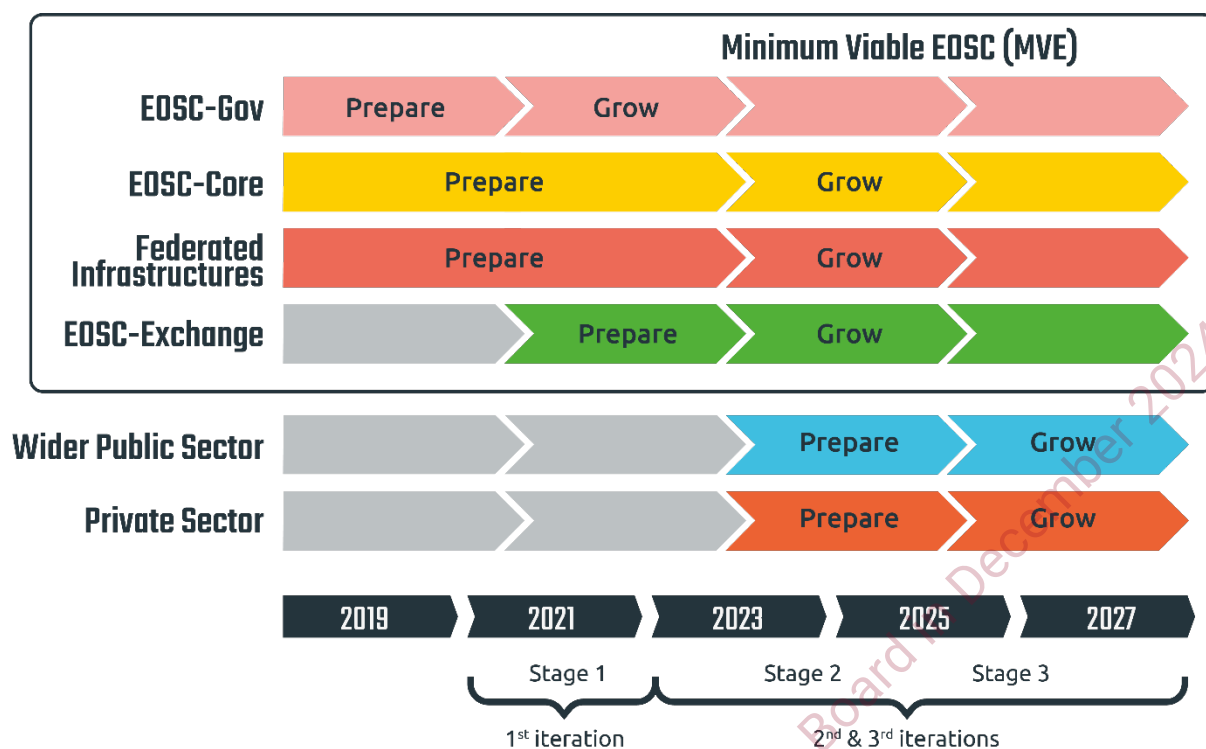 Minimum Viable EOSC (MVE)
EOSC-Gov
Prepare
Grow
EOSC-Core
Prepare
Grow
Federated
Infrastructures
Prepare
Grow
EOSC-Exchange
Prepare
Grow
Wider Public Sector
Prepare
Grow
Private Sector
Prepare
Grow
2019
2021
2023
2025
2027
Stage 1
Stage 2
Stage 3
1st iteration
2nd & 3rd iterations
Board in December 2024